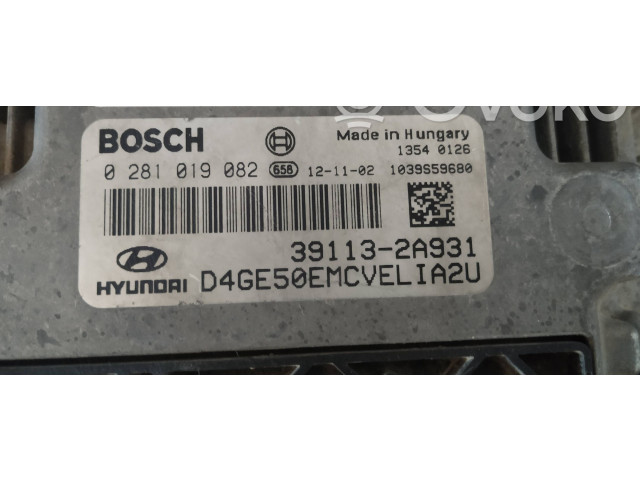 OVOKO
BOSCH Made in Hungary
1354 0126
0 281 019 082 658 12-11-02 1039S59680
39113-2A931
HYUNDAI D4GE50EMCVELIA2U